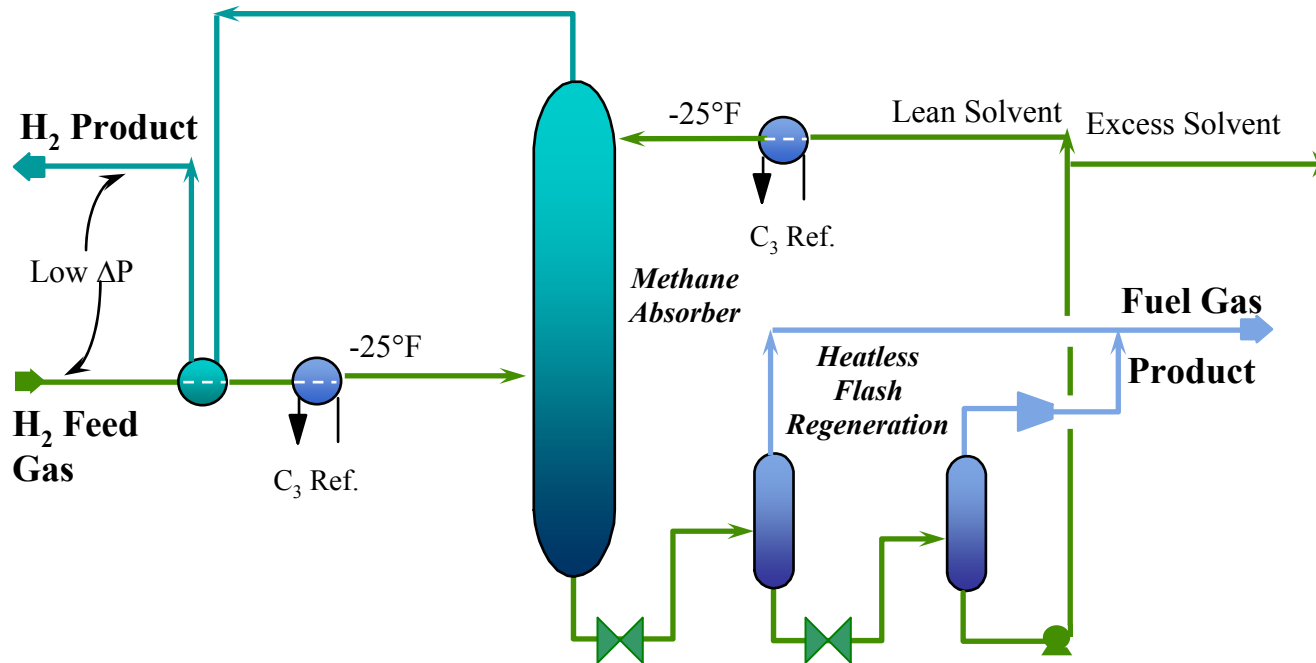 H₂ Product
Low ΔP
H₂ Feed
Gas
-25°F
C₃ Ref.
-25°F
C₃ Ref.
Lean Solvent
Excess Solvent
Methane
Absorber
Heatless
Flash
Regeneration
Fuel Gas
Product